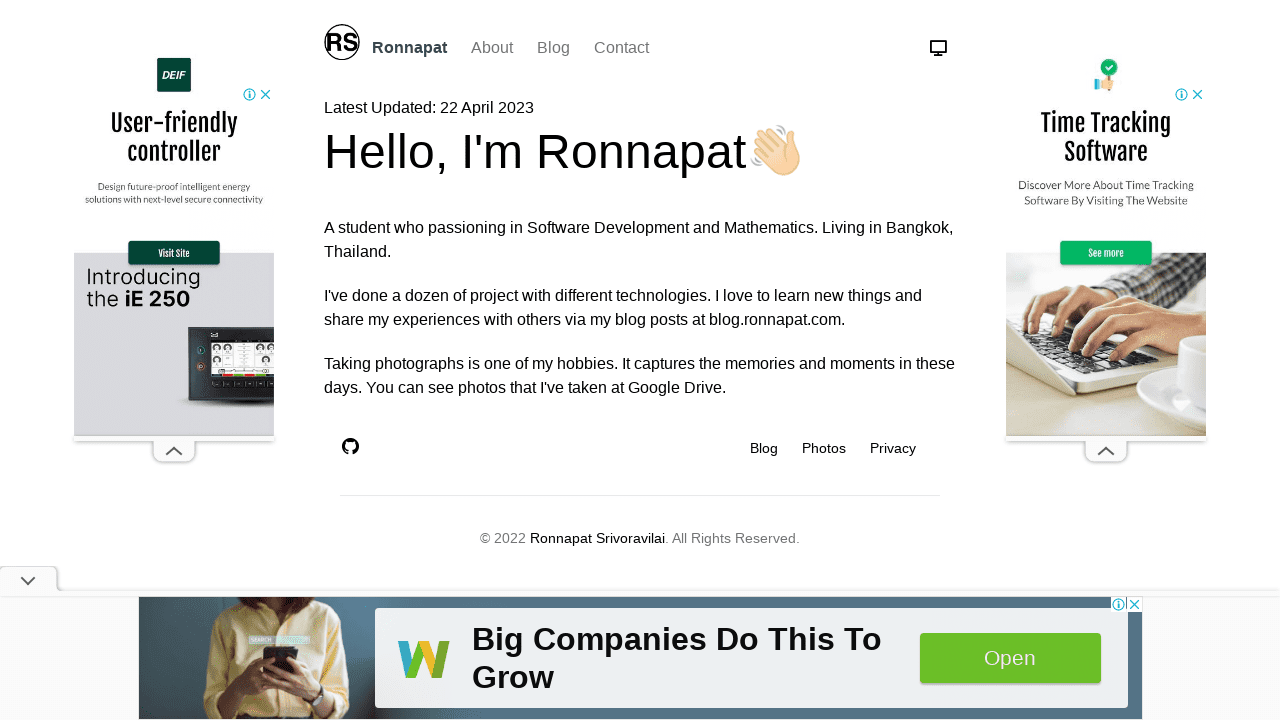 RS
Ronnapat
About
Blog
Contact
Latest Updated: 22 April 2023
Hello, I'm Ronnapat
A student who passioning in Software Development and Mathematics. Living in Bangkok,
Thailand.
I've done a dozen of project with different technologies. I love to learn new things and
share my experiences with others via my blog posts at blog.ronnapat.com.
Taking photographs is one of my hobbies. It captures the memories and moments in these
days. You can see photos that I've taken at Google Drive.
Blog
Photos
Privacy
© 2022 Ronnapat Srivoravilai. All Rights Reserved.
DEIF
User-friendly
controller
Design future-proof intelligent energy
solutions with next-level secure connectivity
Visit Site
Introducing
the iE 250
Time Tracking
Software
Discover More About Time Tracking
Software By Visiting The Website
See more
SEARCH
Big Companies Do This To
Grow
Open